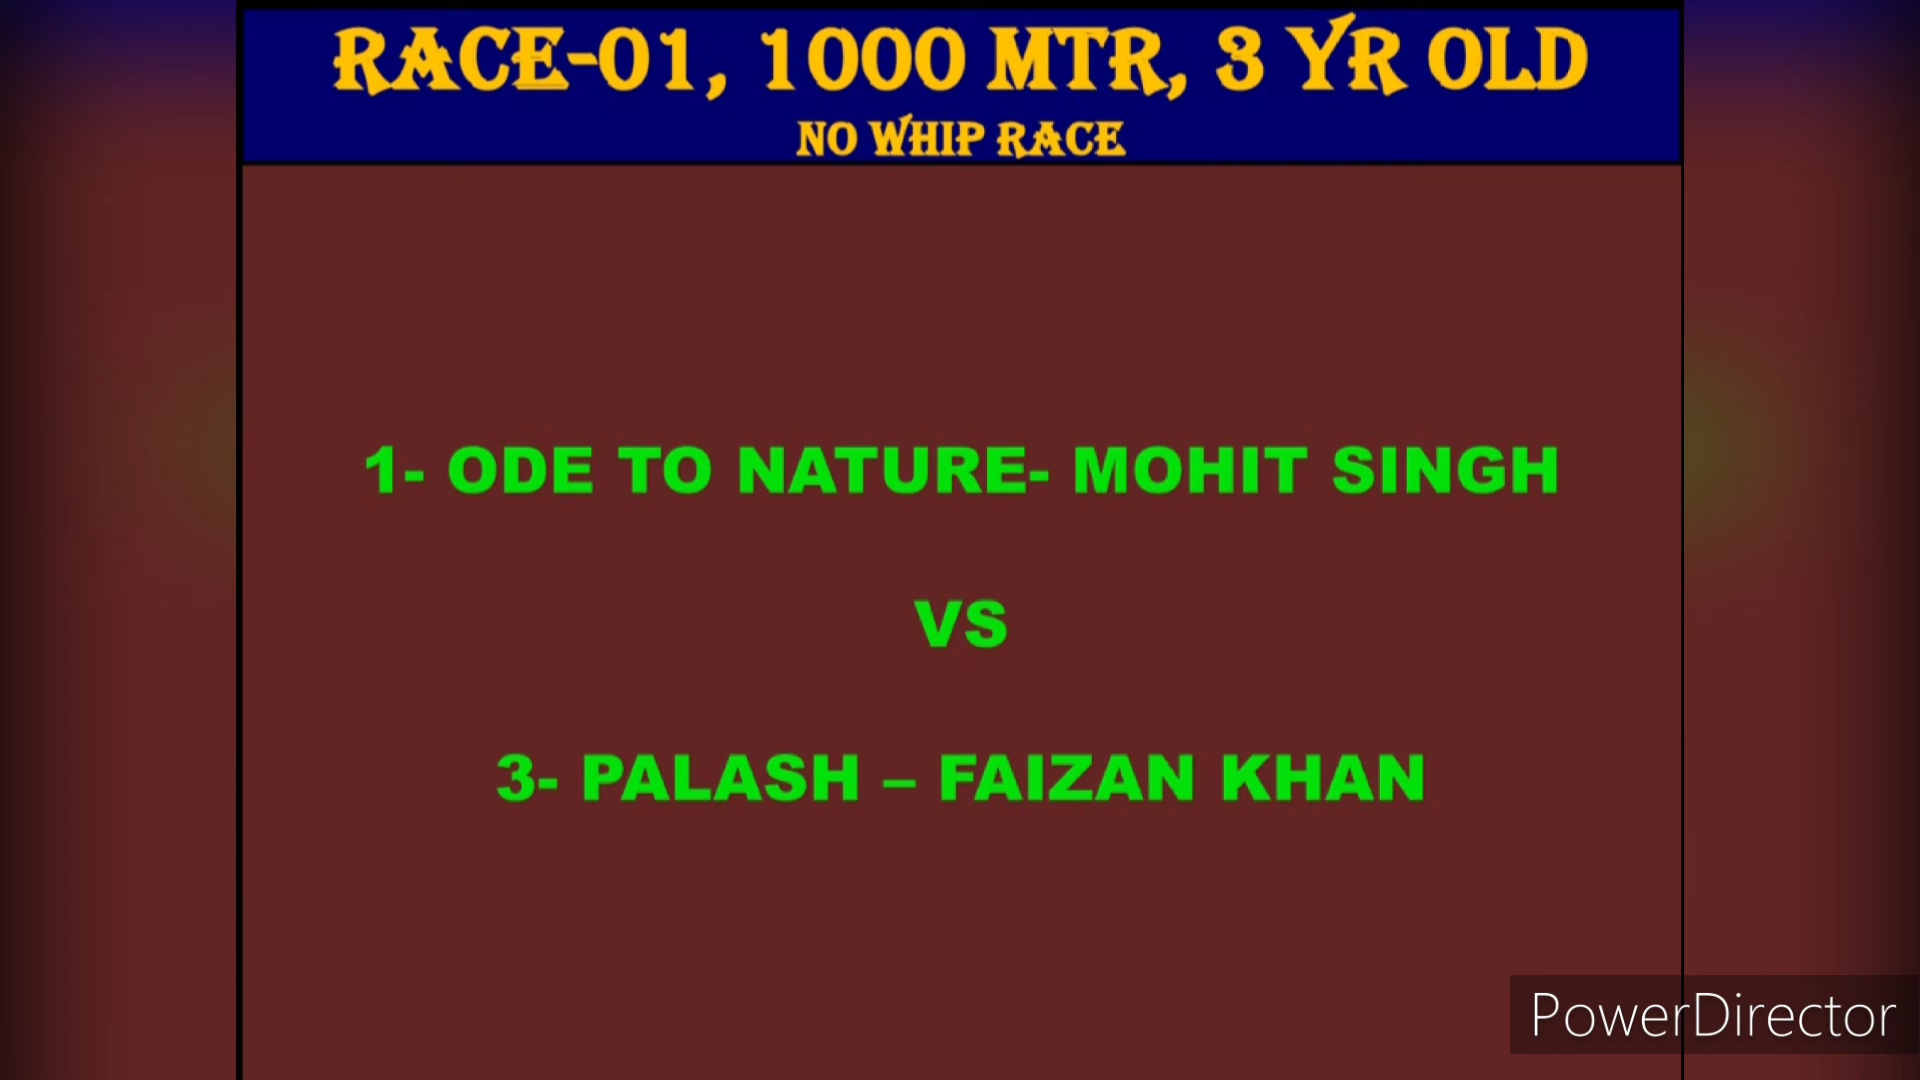 RACE-01, 1000 MTR, 3 YR OLD
NO WHIP RACE
1- ODE TO NATURE- MOHIT SINGH
VS
3- PALASH – FAIZAN KHAN
PowerDirector